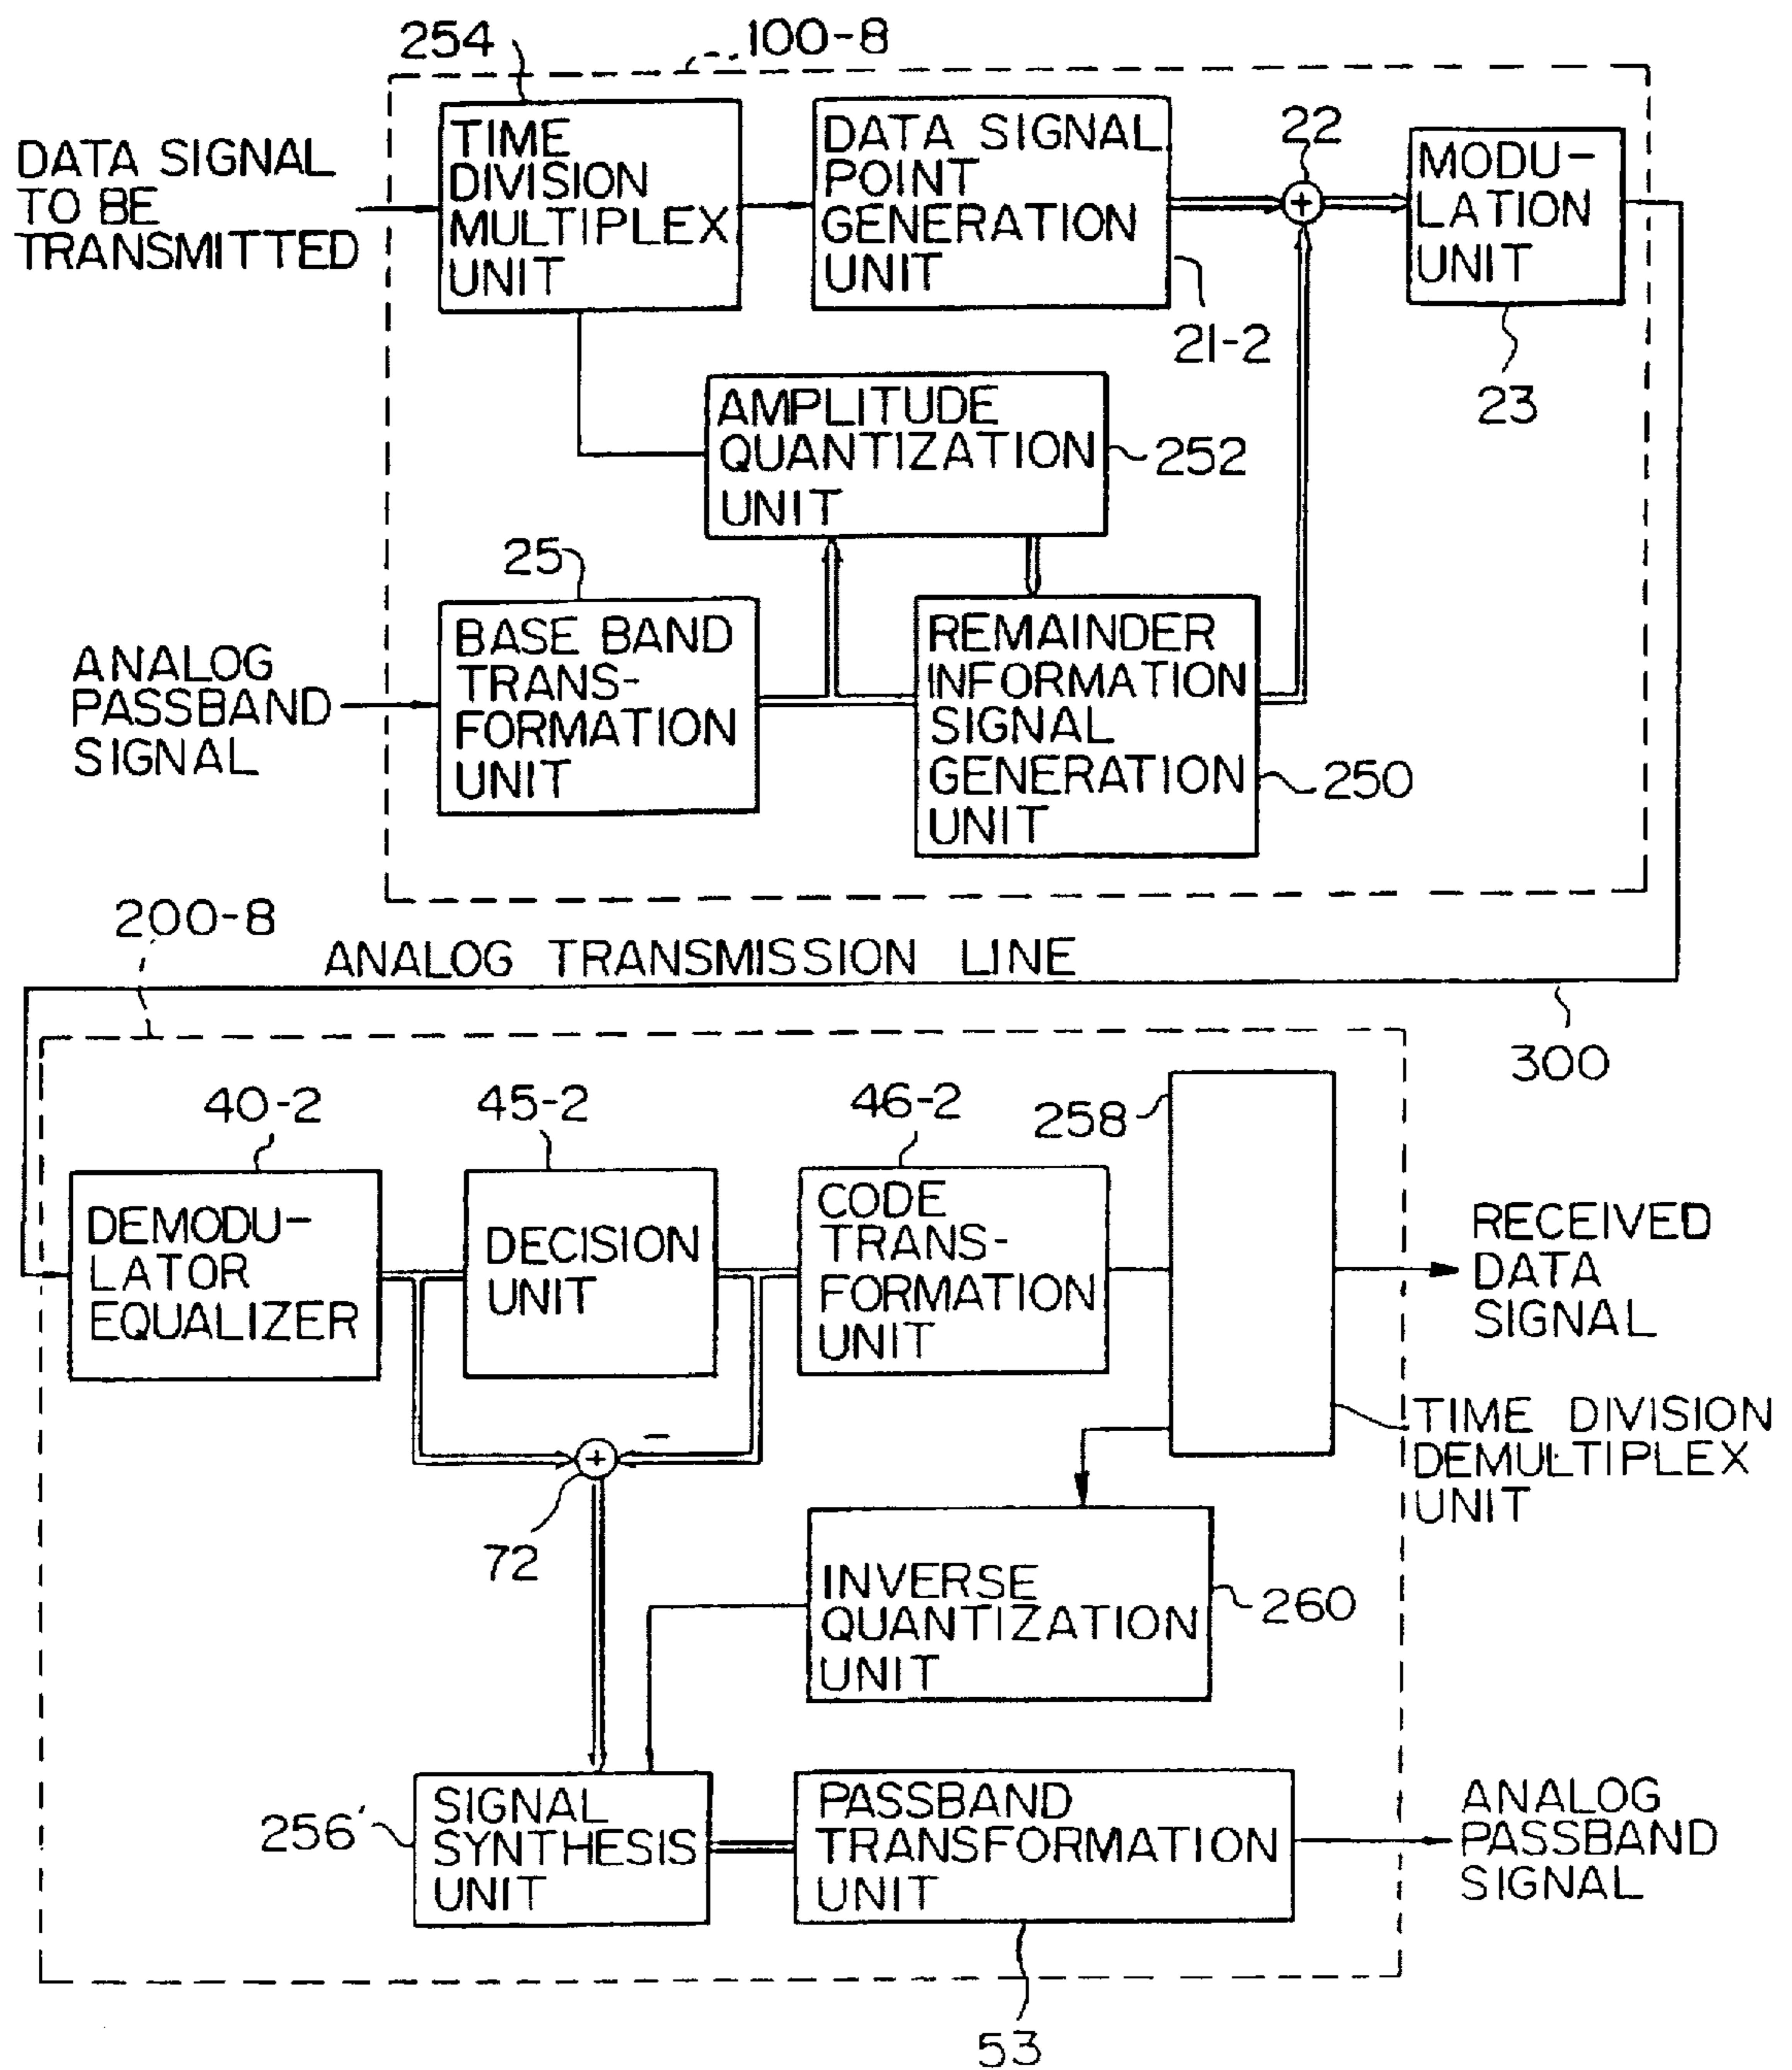 254
100-8
DATA SIGNAL
TO BE
TRANSMITTED
TIME
DIVISION
MULTIPLEX
UNIT
DATA SIGNAL
POINT
GENERATION
UNIT
22
+
MODU-
LATION
UNIT
21-2
23
AMPLITUDE
QUANTIZATION
UNIT
252
25
ANALOG
PASSBAND
SIGNAL
BASE BAND
TRANS-
FORMATION
UNIT
REMAINDER
INFORMATION
SIGNAL
GENERATION
UNIT
250
200-8
ANALOG TRANSMISSION LINE
300
40-2
45-2
46-2
258
DEMODU-
LATOR
EQUALIZER
DECISION
UNIT
CODE
TRANS-
FORMATION
UNIT
RECEIVED
DATA
SIGNAL
TIME DIVISION
DEMULTIPLEX
UNIT
+
-
72
INVERSE
QUANTIZATION
UNIT
260
256'
SIGNAL
SYNTHESIS
UNIT
PASSBAND
TRANSFORMATION
UNIT
ANALOG
PASSBAND
SIGNAL
53